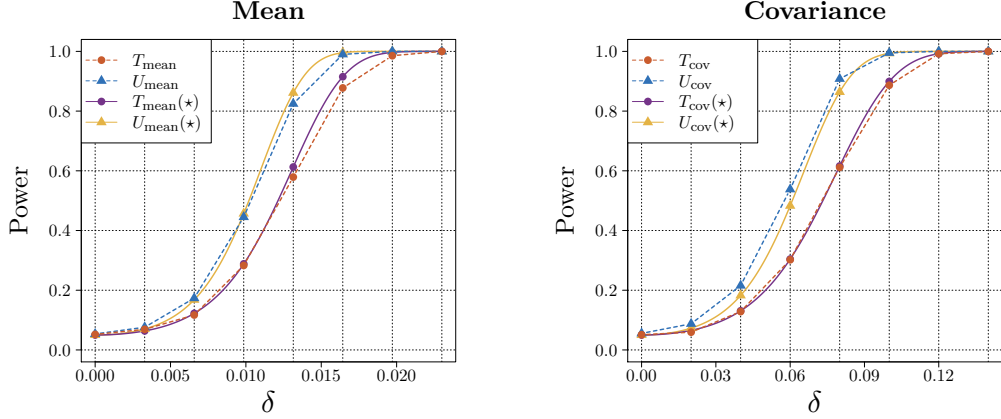 Mean
Power
1.0
0.8
0.6
0.4
0.2
0.0
T_mean
U_mean
T_mean(⋆)
U_mean(⋆)
0.000 0.005 0.010 0.015 0.020
δ
Covariance
Power
1.0
0.8
0.6
0.4
0.2
0.0
T_cov
U_cov
T_cov(⋆)
U_cov(⋆)
0.00 0.03 0.06 0.09 0.12
δ